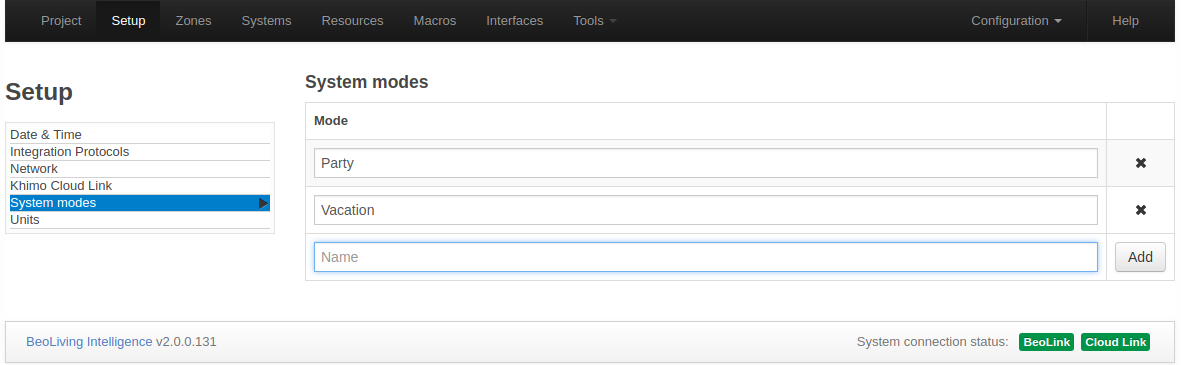 Project Setup Zones Systems Resources Macros Interfaces Tools Configuration Help
Setup
Date & Time
Integration Protocols
Network
Khimo Cloud Link
System modes
Units
System modes
Mode
Party
Vacation
Name Add
BeoLiving Intelligence v2.0.0.131 System connection status: BeoLink Cloud Link